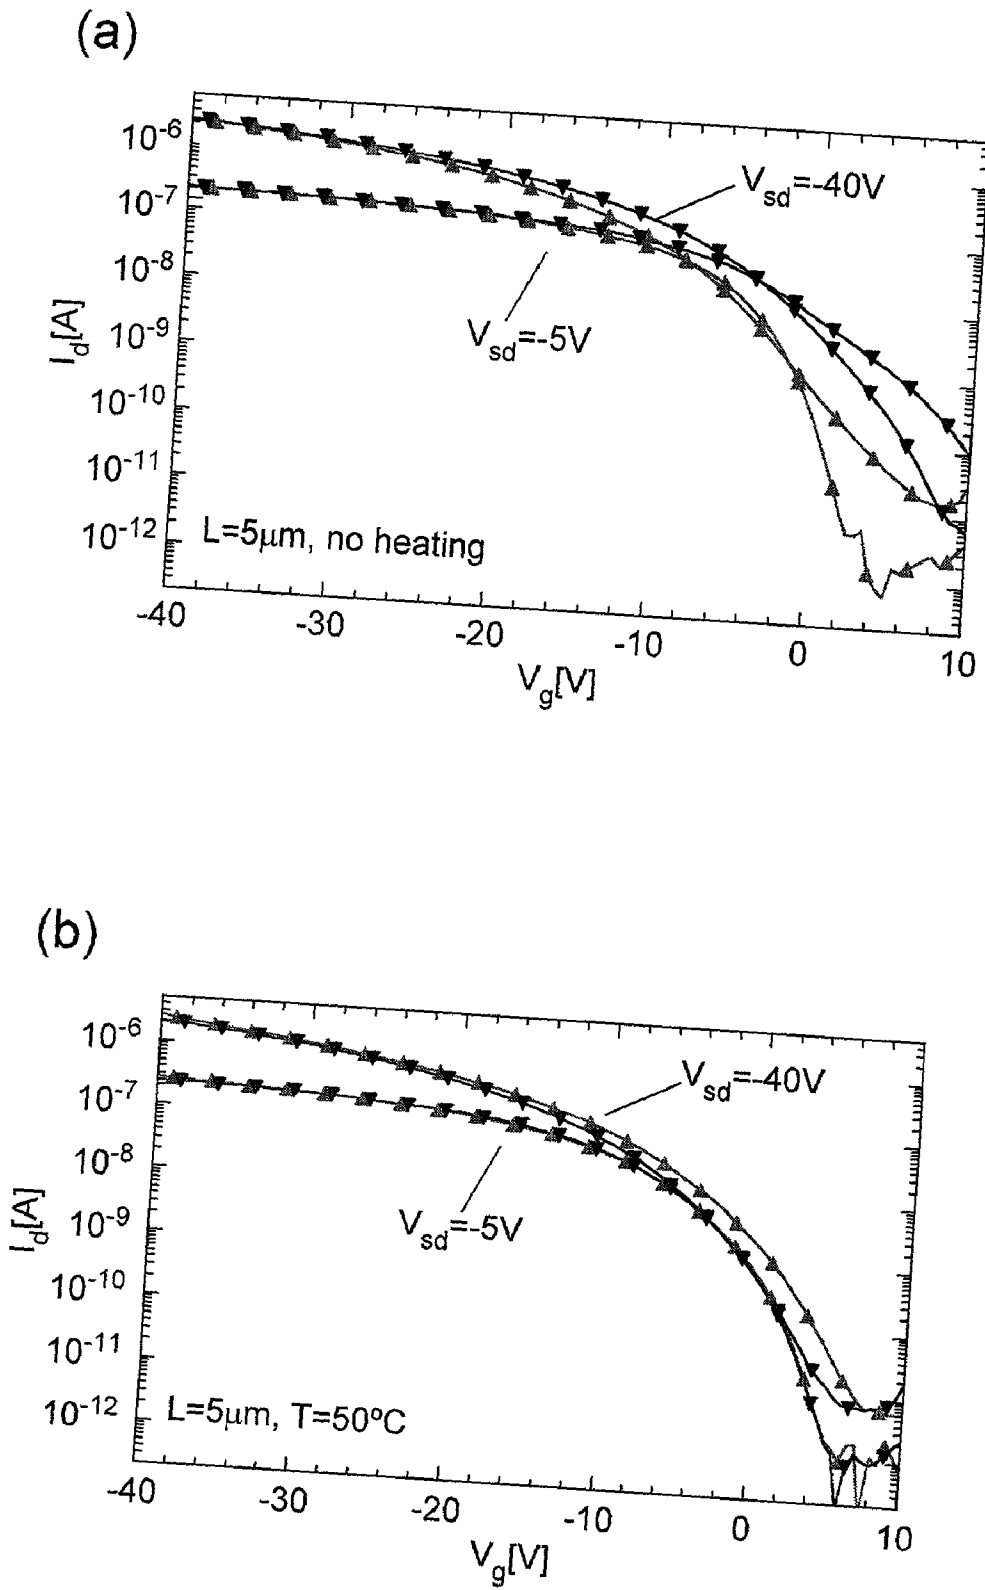 (a)
10-6
10-7
10-8
10-9
10-10
10-11
10-12
Id[A]
Vsd=-40V
Vsd=-5V
L=5μm, no heating
-40
-30
-20
-10
0
10
Vg[V]
(b)
10-6
10-7
10-8
10-9
10-10
10-11
10-12
Id[A]
Vsd=-40V
Vsd=-5V
L=5μm, T=50ºC
-40
-30
-20
-10
0
10
Vg[V]